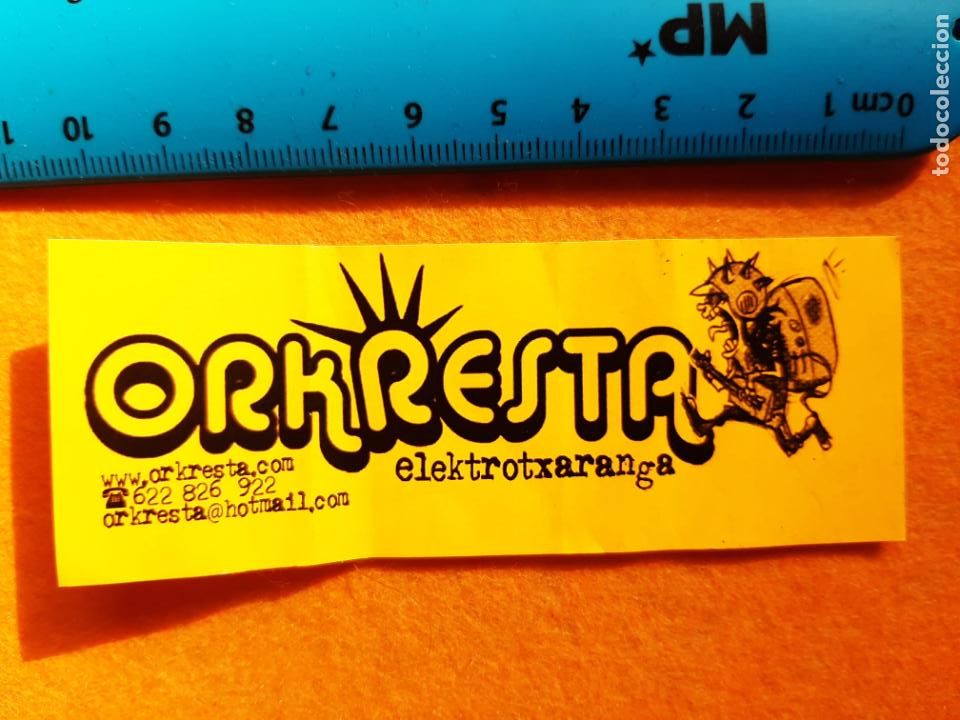 MP
11 10 9 8 7 6 5 4 3 2 1 0cm
todocoleccion
ORKRESTA
elektrotxaranga
www.orkresta.com
☎622 826 922
orkresta@hotmail.com